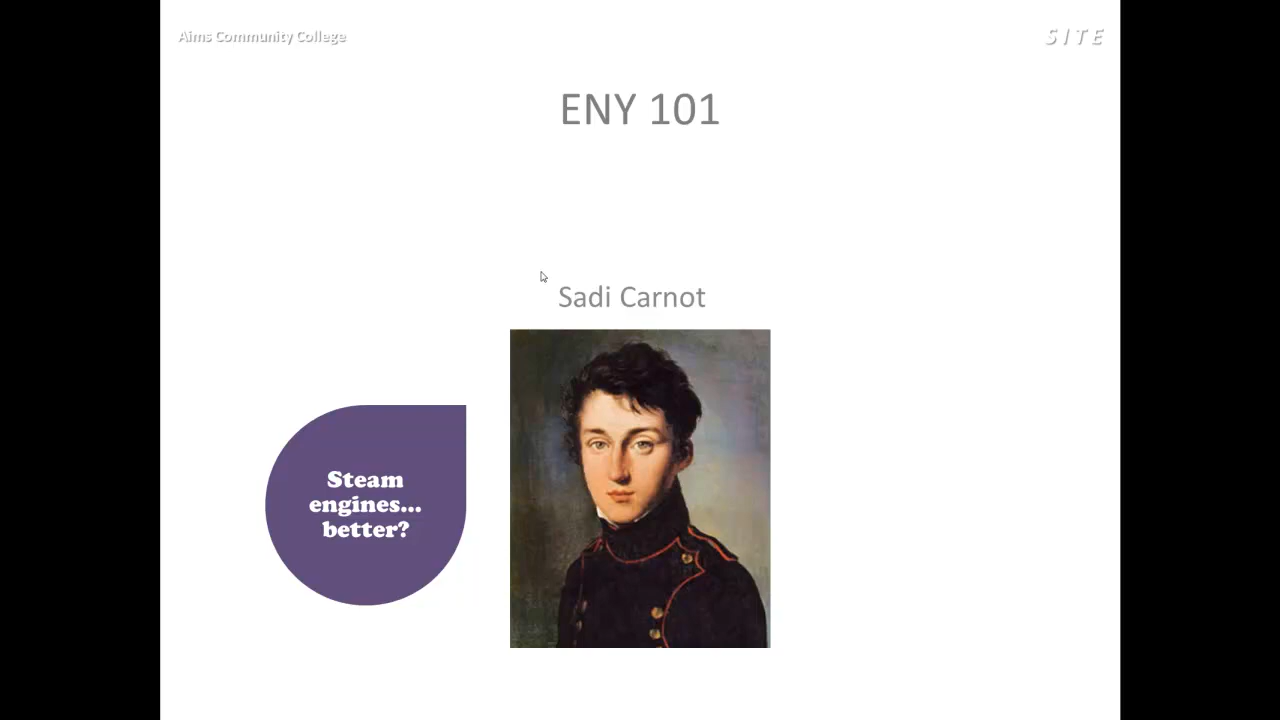 Aims Community College
SITE
ENY 101
Sadi Carnot
Steam
engines...
better?